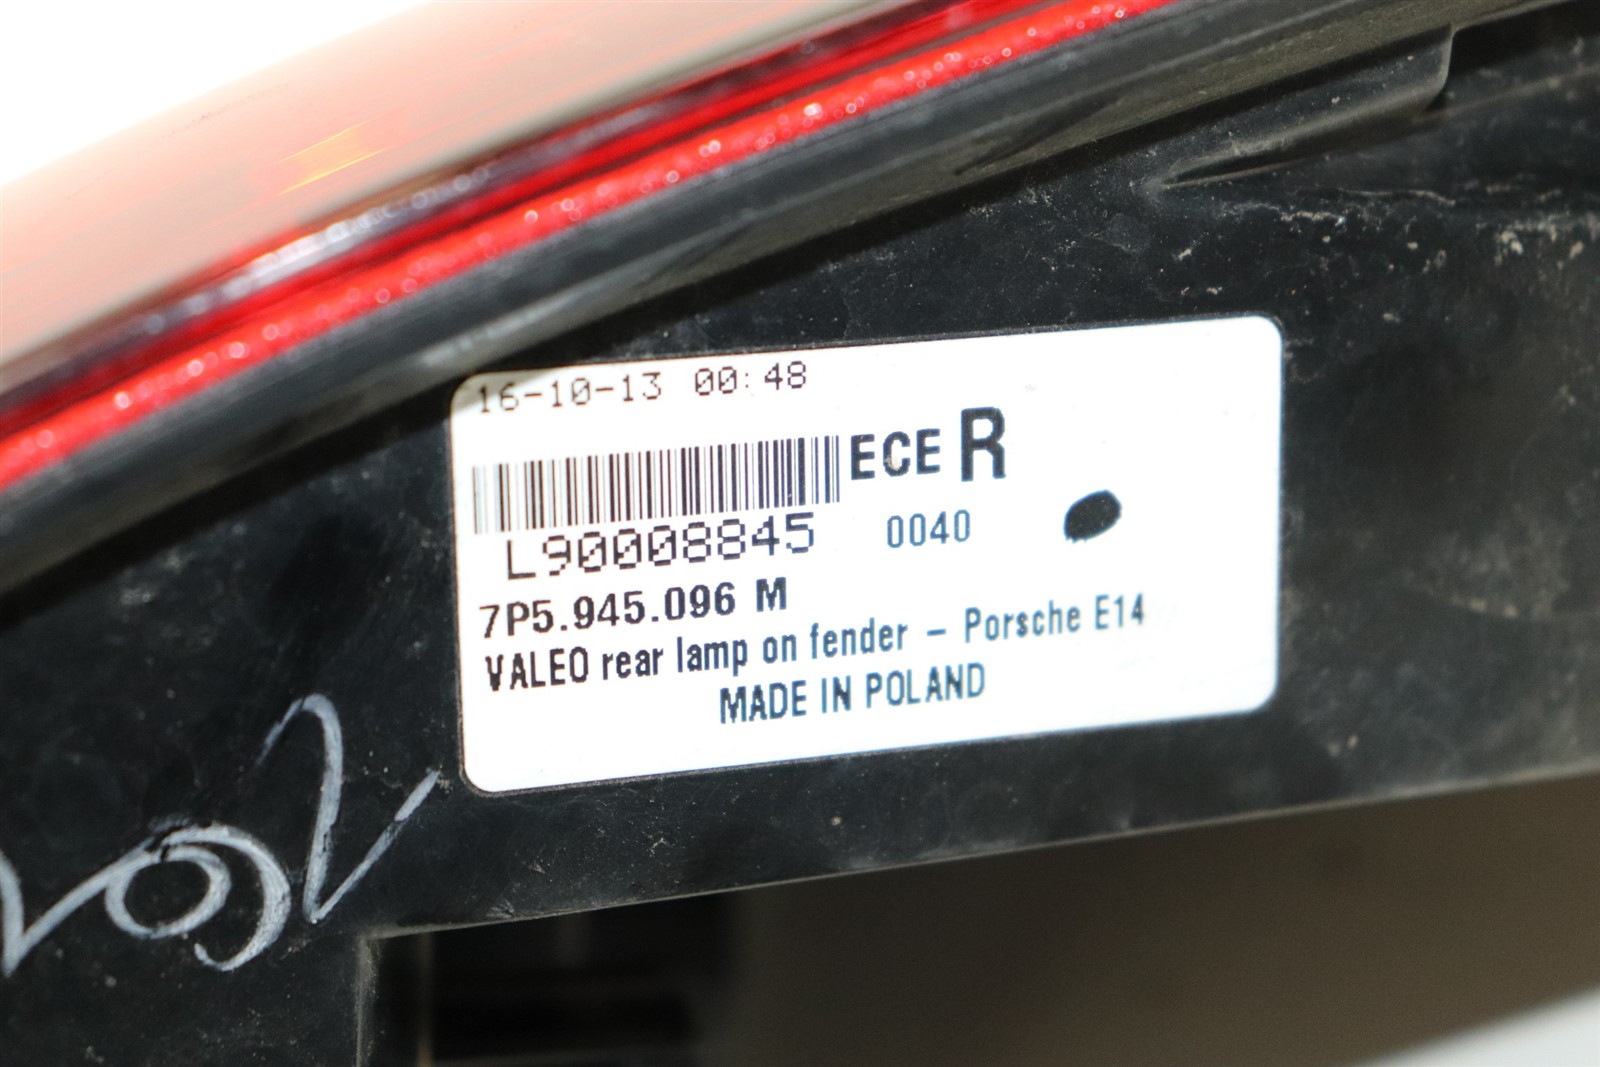 16-10-13 00:48
ECE R
L90008845 0040
7P5.945.096 M
VALEO rear lamp on fender – Porsche E14
MADE IN POLAND